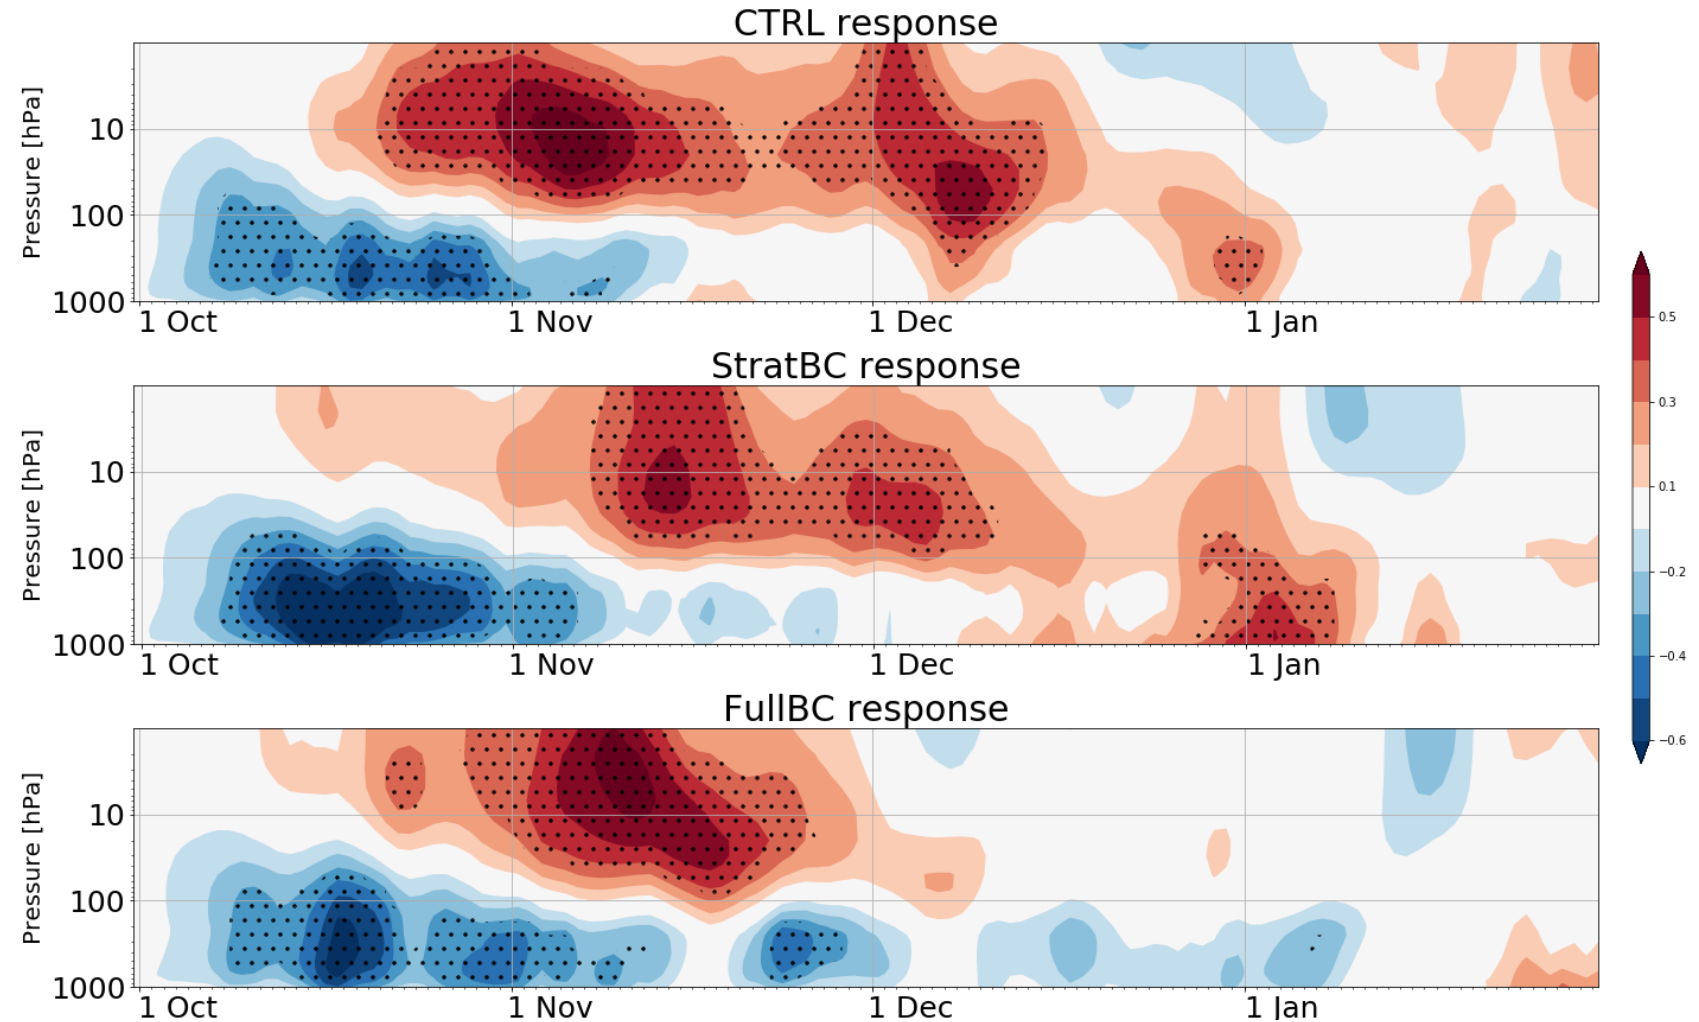 CTRL response
Pressure [hPa]
10
100
1000
1 Oct
1 Nov
1 Dec
1 Jan
StratBC response
Pressure [hPa]
10
100
1000
1 Oct
1 Nov
1 Dec
1 Jan
FullBC response
Pressure [hPa]
10
100
1000
1 Oct
1 Nov
1 Dec
1 Jan
0.5
0.3
0.1
−0.2
−0.4
−0.6